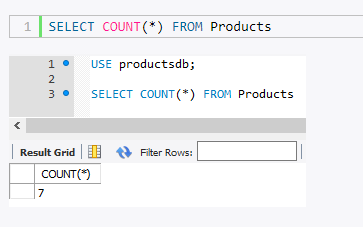 1 SELECT COUNT(*) FROM Products
1 USE productsdb;
2
3 SELECT COUNT(*) FROM Products
Result Grid Filter Rows:
COUNT(*)
7